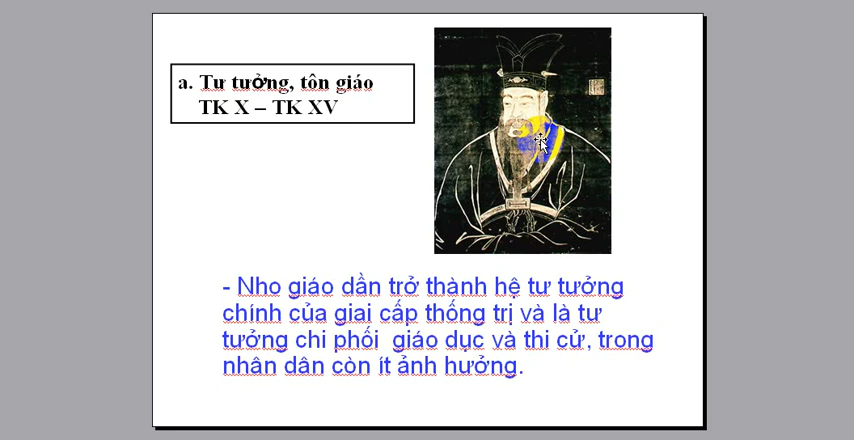 a. Tư tưởng, tôn giáo
TK X – TK XV
- Nho giáo dần trở thành hệ tư tưởng
chính của giai cấp thống trị và là tư
tưởng chi phối giáo dục và thi cử, trong
nhân dân còn ít ảnh hưởng.